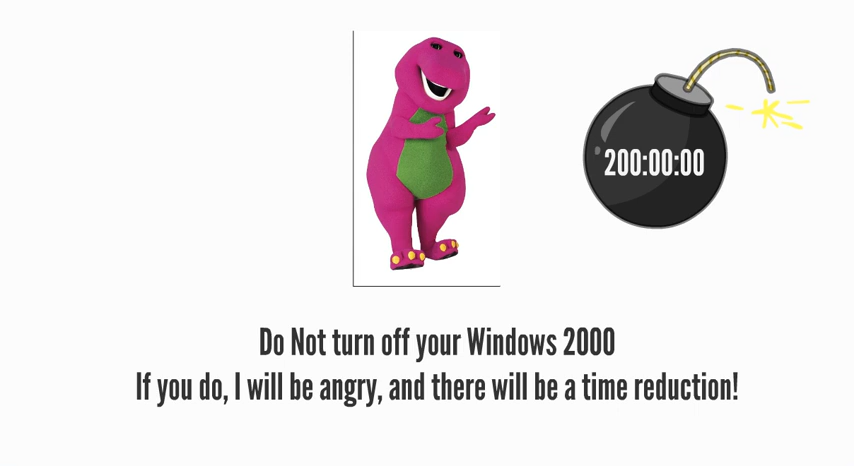 200:00:00
Do Not turn off your Windows 2000
If you do, I will be angry, and there will be a time reduction!